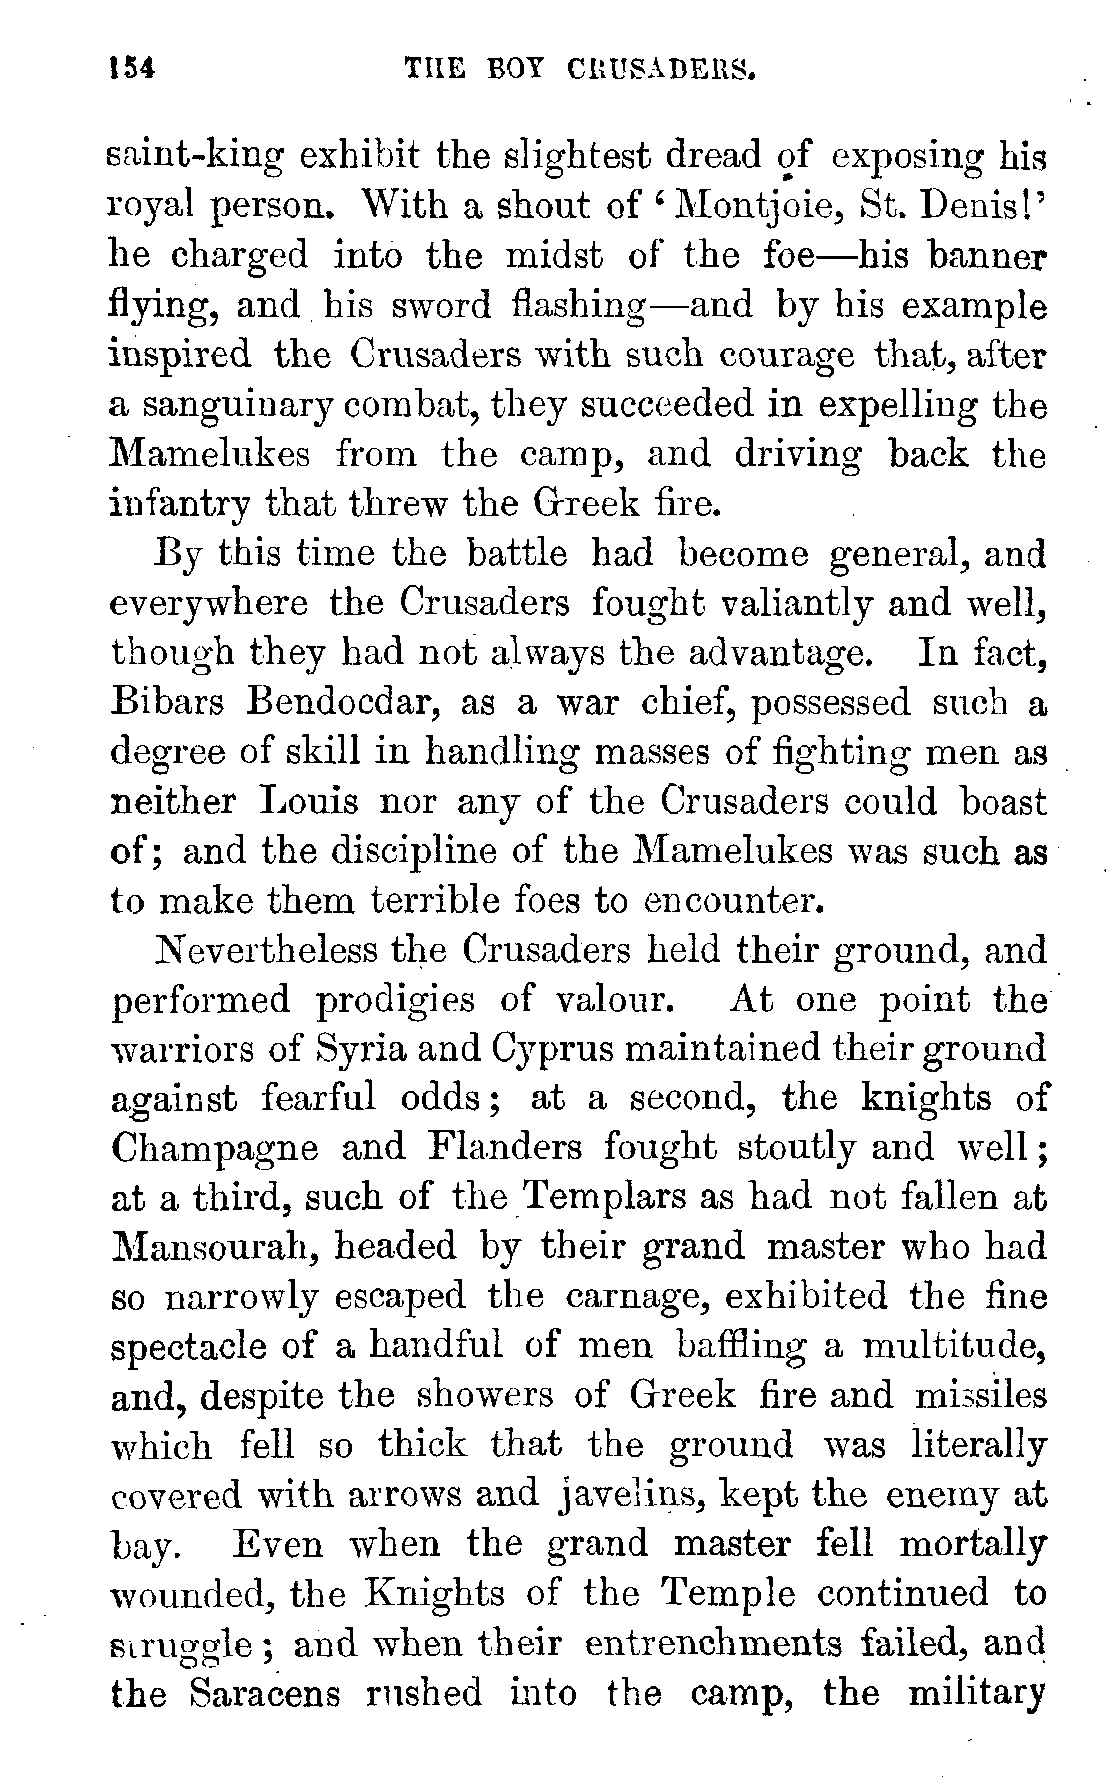 154 THE BOY CRUSADERS.
saint-king exhibit the slightest dread of exposing his
royal person. With a shout of ‘Montjoie, St. Denis!’
he charged into the midst of the foe—his banner
flying, and his sword flashing—and by his example
inspired the Crusaders with such courage that, after
a sanguinary combat, they succeeded in expelling the
Mamelukes from the camp, and driving back the
infantry that threw the Greek fire.
By this time the battle had become general, and
everywhere the Crusaders fought valiantly and well,
though they had not always the advantage. In fact,
Bibars Bendocdar, as a war chief, possessed such a
degree of skill in handling masses of fighting men as
neither Louis nor any of the Crusaders could boast
of; and the discipline of the Mamelukes was such as
to make them terrible foes to encounter.
Nevertheless the Crusaders held their ground, and
performed prodigies of valour. At one point the
warriors of Syria and Cyprus maintained their ground
against fearful odds; at a second, the knights of
Champagne and Flanders fought stoutly and well;
at a third, such of the Templars as had not fallen at
Mansourah, headed by their grand master who had
so narrowly escaped the carnage, exhibited the fine
spectacle of a handful of men baffling a multitude,
and, despite the showers of Greek fire and missiles
which fell so thick that the ground was literally
covered with arrows and javelins, kept the enemy at
bay. Even when the grand master fell mortally
wounded, the Knights of the Temple continued to
struggle; and when their entrenchments failed, and
the Saracens rushed into the camp, the military